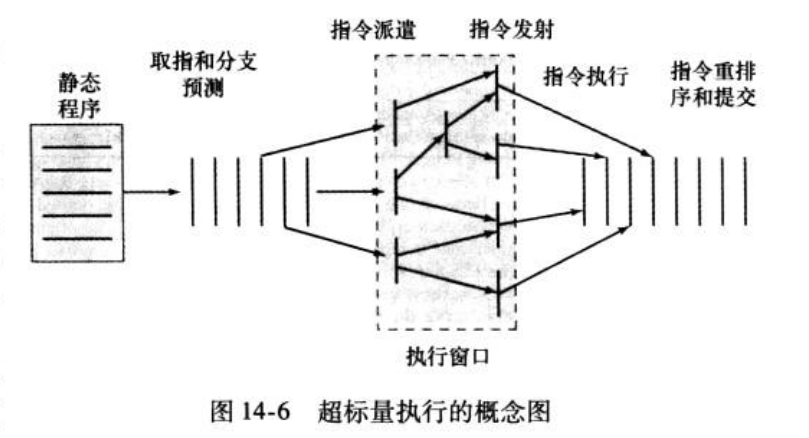 指令派遣
指令发射
取指和分支
预测
静态
程序
指令执行
指令重排
序和提交
执行窗口
图 14-6 超标量执行的概念图